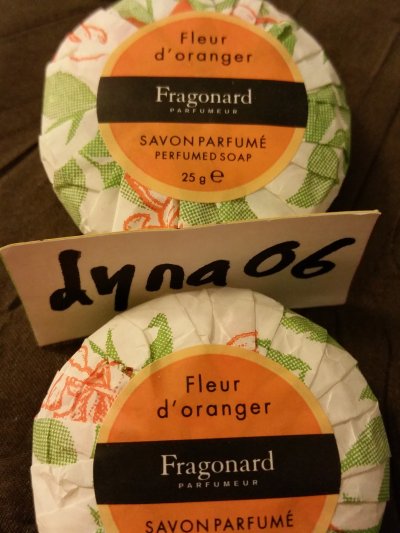 Fleur
d'oranger
Fragonard
PARFUMEUR
SAVON PARFUMÉ
PERFUMED SOAP
25 g ℮
dyna06
Fleur
d'oranger
Fragonard
PARFUMEUR
SAVON PARFUMÉ